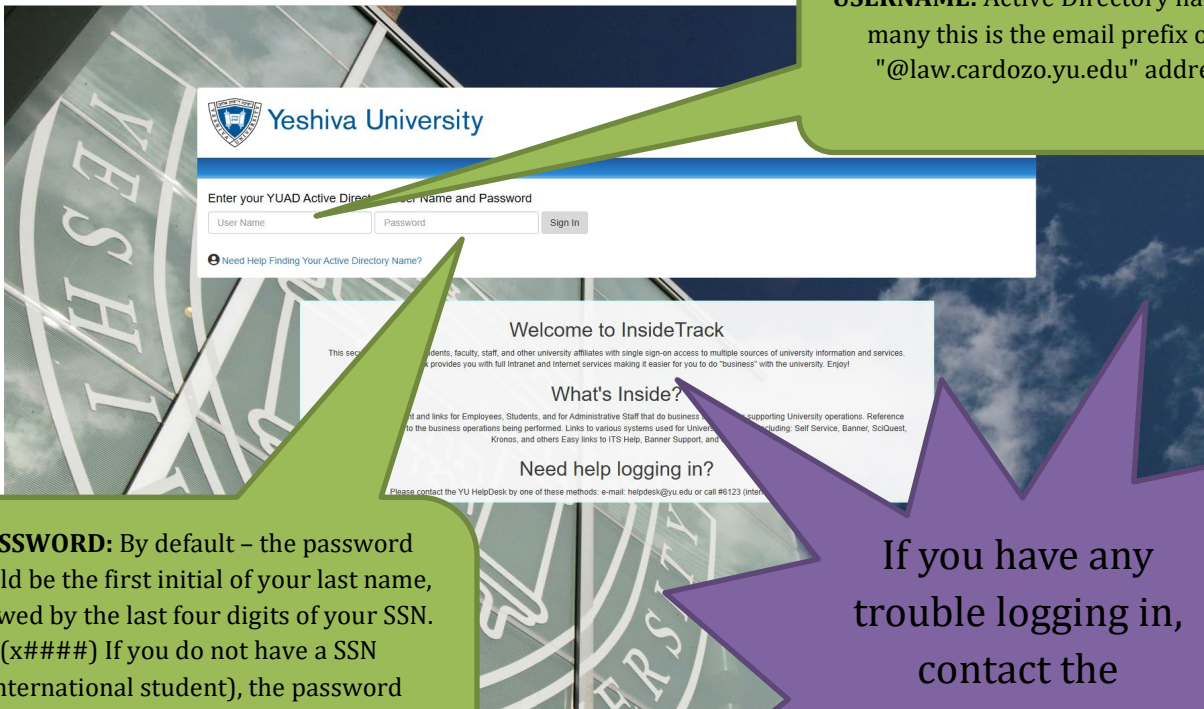 USERNAME: Active Directory
many this is the email prefix
"@law.cardozo.yu.edu"
YESHIVA UNIVERSITY
Yeshiva University
Enter your YUAD Active User Name and Password
User Name
Password
Sign In
Need Help Finding Your Active Directory Name?
Welcome to InsideTrack
This faculty, staff, and other university affiliates with single sign-on access to multiple sources of university information and services.
provides you with full Intranet and Internet services making it easier for you to do "business" with the university. Enjoy!
What's Inside?
and links for Employees, Students, and for Administrative Staff that do business supporting University operations. Reference
to the business operations being performed. Links to various systems used for including: Self Service, Banner, SciQuest,
Kronos, and others Easy links to ITS Help, Banner Support, and
Need help logging in?
Please contact the YU HelpDesk by one of these methods: e-mail: helpdesk@yu.edu or call #6123
PASSWORD: By default – the password
be the first initial of your last name,
by the last four digits of your SSN.
(x####) If you do not have a SSN
student), the password
If you have any
trouble logging in,
contact the
YESHI
ERSITY